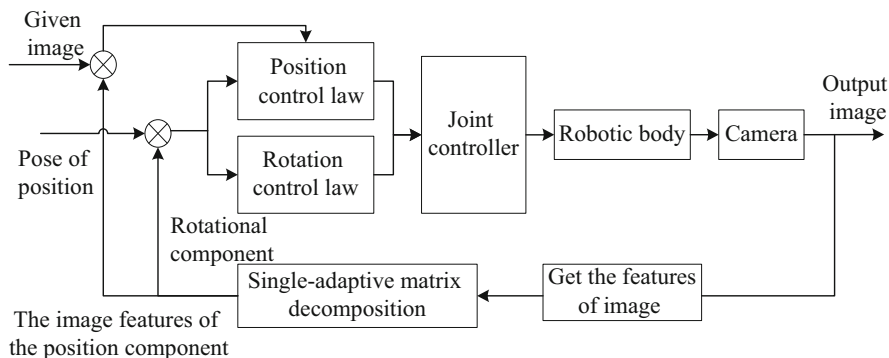 Given
image
Position
control law
Output
image
Joint
controller
Robotic body
Camera
Pose of
position
Rotation
control law
Rotational
component
Single-adaptive matrix
decomposition
Get the features
of image
The image features of
the position component